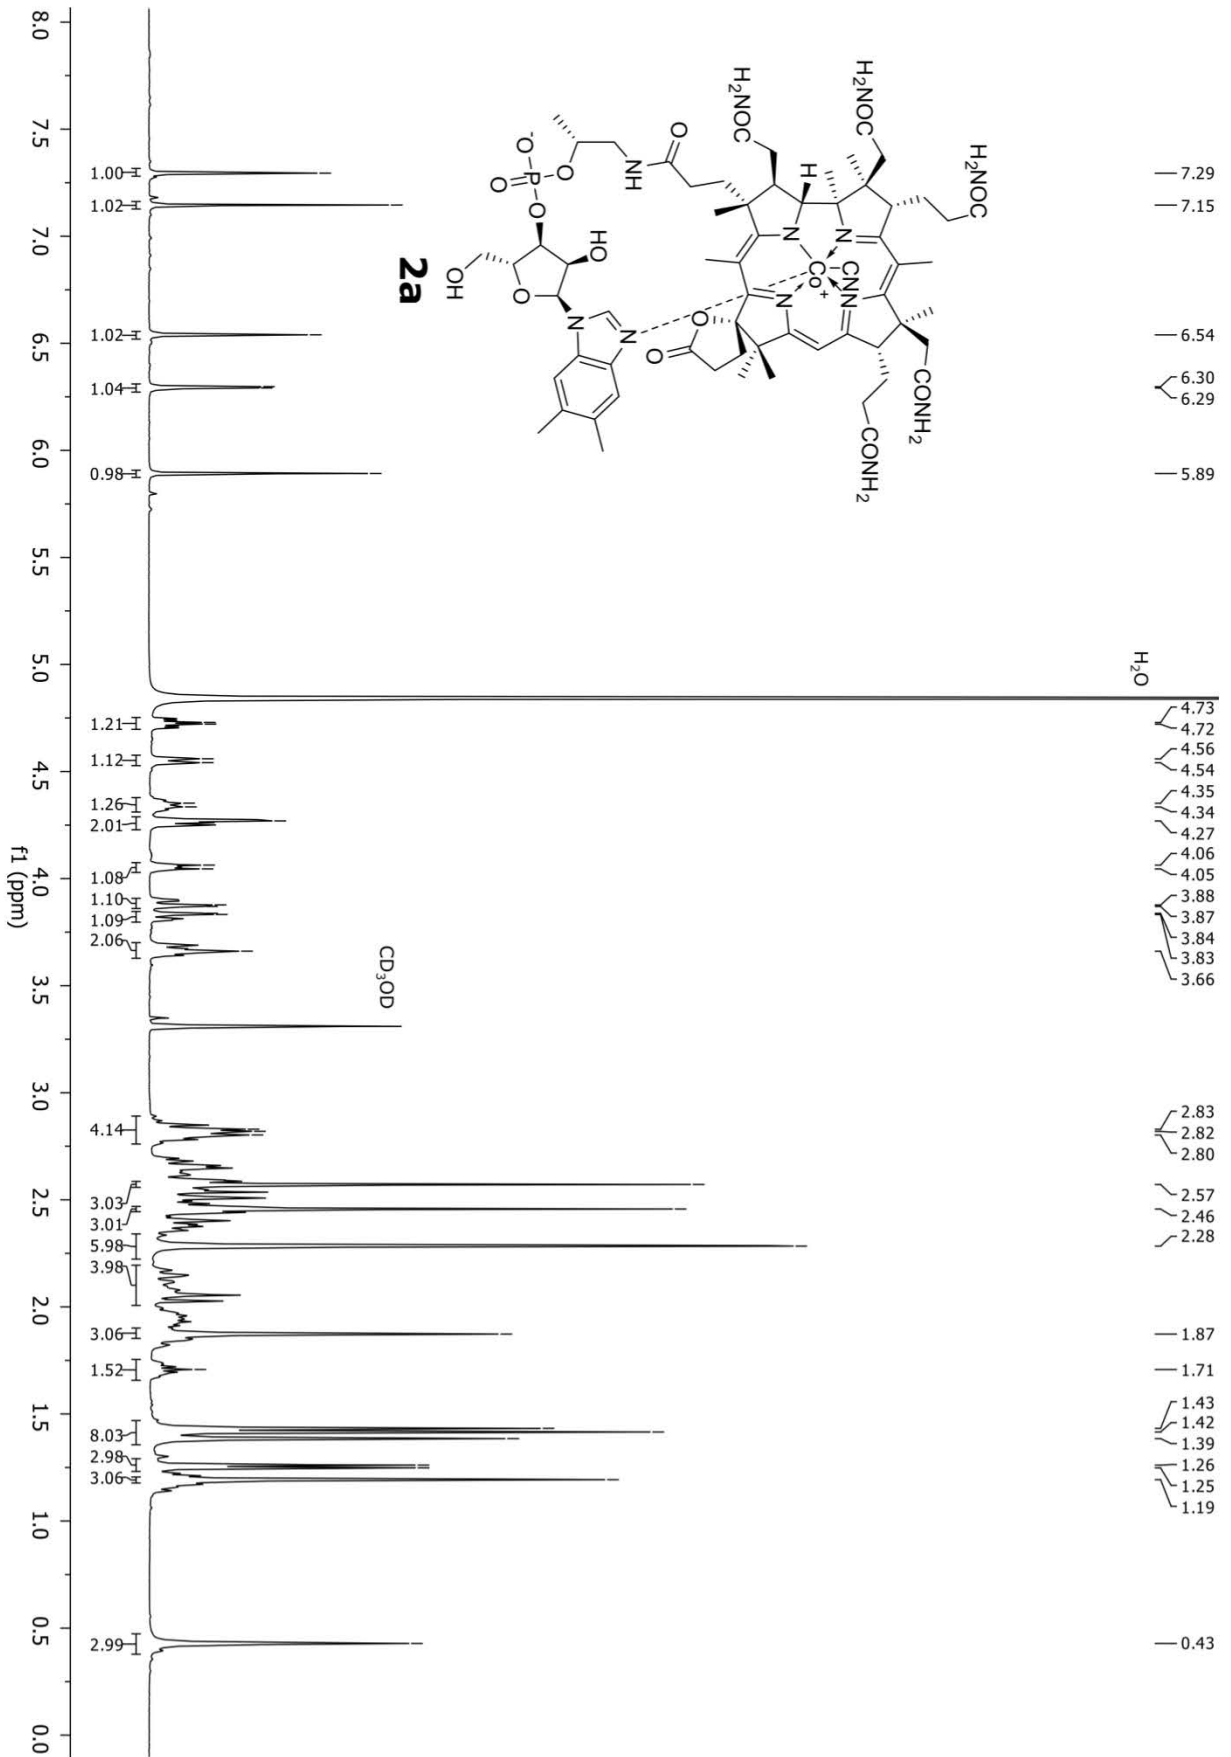 7.29
7.15
6.54
6.30
6.29
5.89
4.73
4.72
4.56
4.54
4.35
4.34
4.27
4.06
4.05
3.88
3.87
3.84
3.83
3.66
2.83
2.82
2.80
2.57
2.46
2.28
1.87
1.71
1.43
1.42
1.39
1.26
1.25
1.19
0.43
H₂O
CD₃OD
H₂NOC
H₂NOC
H₂NOC
CONH₂
CONH₂
H
N
N
N
N
CN
Co⁺
O
O
O
NH
O
⁻O
P
O
O
HO
O
OH
N
N
2a
1.00
1.02
1.02
1.04
0.98
1.21
1.12
1.26
2.01
1.08
1.10
1.09
2.06
4.14
3.03
3.01
5.98
3.98
3.06
1.52
8.03
2.98
3.06
2.99
8.0 7.5 7.0 6.5 6.0 5.5 5.0 4.5 4.0 3.5 3.0 2.5 2.0 1.5 1.0 0.5 0.0
f1 (ppm)